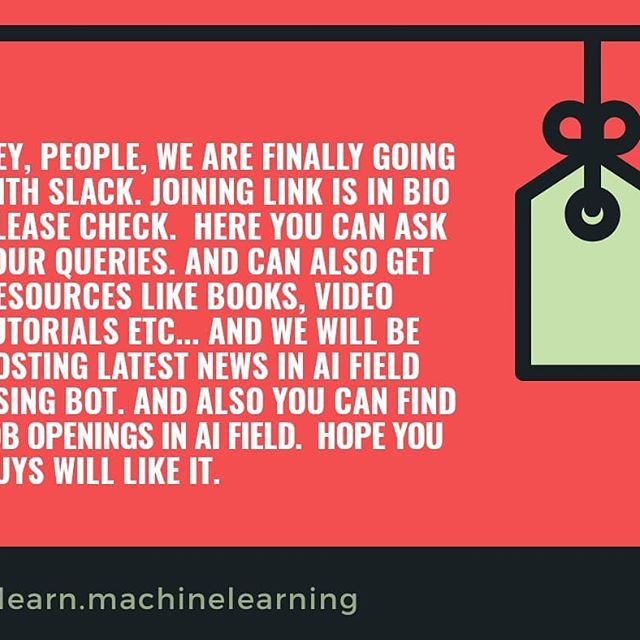 EY, PEOPLE, WE ARE FINALLY GOING
ITH SLACK. JOINING LINK IS IN BIO
LEASE CHECK. HERE YOU CAN ASK
OUR QUERIES. AND CAN ALSO GET
ESOURCES LIKE BOOKS, VIDEO
UTORIALS ETC... AND WE WILL BE
OSTING LATEST NEWS IN AI FIELD
SING BOT. AND ALSO YOU CAN FIND
OB OPENINGS IN AI FIELD. HOPE YOU
UYS WILL LIKE IT.
learn.machinelearning